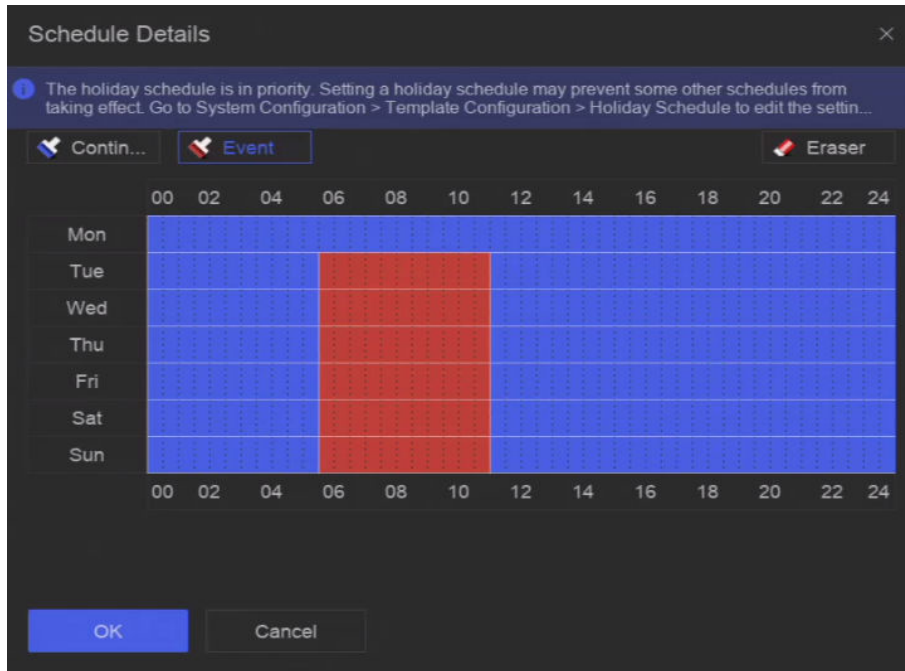 Schedule Details
The holiday schedule is in priority. Setting a holiday schedule may prevent some other schedules from
taking effect. Go to System Configuration > Template Configuration > Holiday Schedule to edit the settin...
Contin... Event Eraser
00 02 04 06 08 10 12 14 16 18 20 22 24
Mon
Tue
Wed
Thu
Fri
Sat
Sun
00 02 04 06 08 10 12 14 16 18 20 22 24
OK Cancel